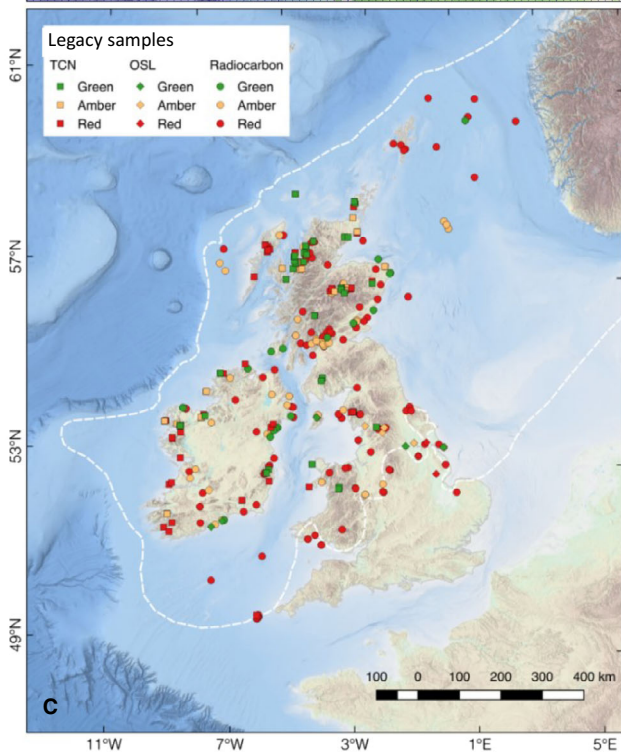 Legacy samples
TCN OSL Radiocarbon
Green Green Green
Amber Amber Amber
Red Red Red
61°N
57°N
53°N
49°N
100 0 100 200 300 400 km
C
11°W 7°W 3°W 1°E 5°E